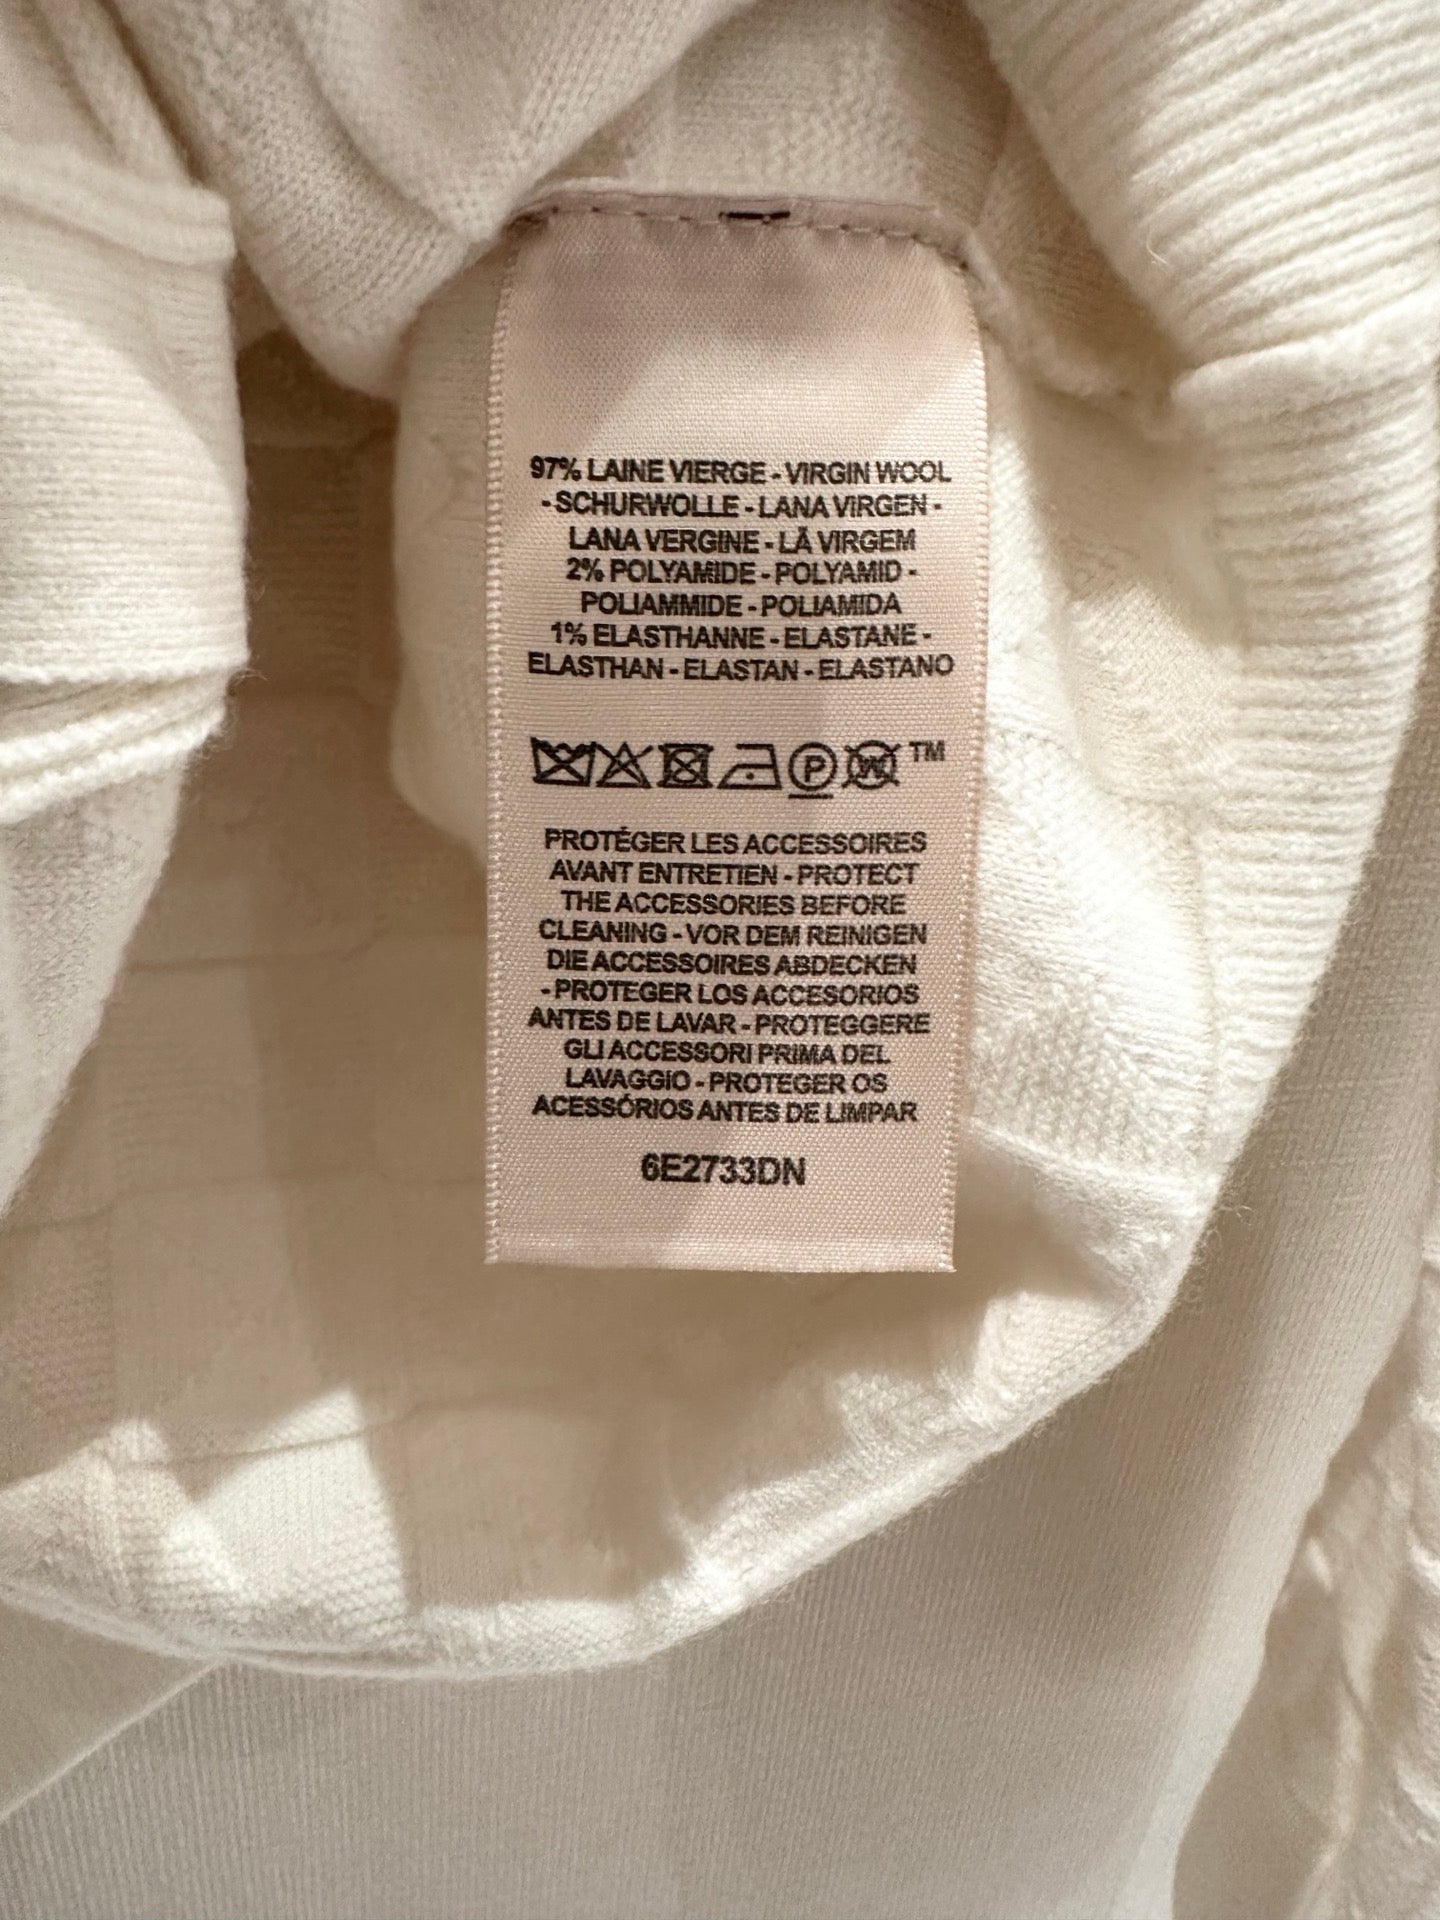 97% LAINE VIERGE - VIRGIN WOOL
- SCHURWOLLE - LANA VIRGEN -
LANA VERGINE - LÃ VIRGEM
2% POLYAMIDE - POLYAMID -
POLIAMMIDE - POLIAMIDA
1% ELASTHANNE - ELASTANE -
ELASTHAN - ELASTAN - ELASTANO
P W TM
PROTÉGER LES ACCESSOIRES
AVANT ENTRETIEN - PROTECT
THE ACCESSORIES BEFORE
CLEANING - VOR DEM REINIGEN
DIE ACCESSOIRES ABDECKEN
- PROTEGER LOS ACCESORIOS
ANTES DE LAVAR - PROTEGGERE
GLI ACCESSORI PRIMA DEL
LAVAGGIO - PROTEGER OS
ACESSÓRIOS ANTES DE LIMPAR
6E2733DN